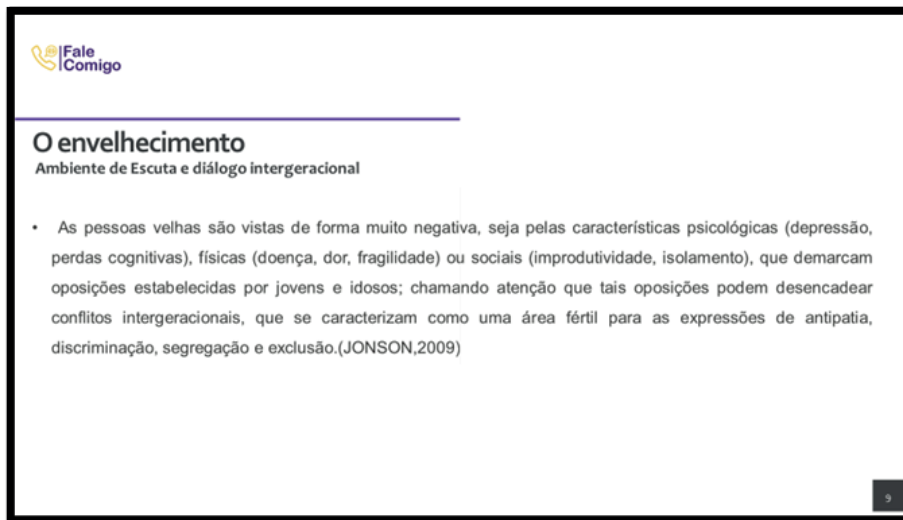 Fale
Comigo
O envelhecimento
Ambiente de Escuta e diálogo intergeracional
• As pessoas velhas são vistas de forma muito negativa, seja pelas características psicológicas (depressão,
perdas cognitivas), físicas (doença, dor, fragilidade) ou sociais (improdutividade, isolamento), que demarcam
oposições estabelecidas por jovens e idosos; chamando atenção que tais oposições podem desencadear
conflitos intergeracionais, que se caracterizam como uma área fértil para as expressões de antipatia,
discriminação, segregação e exclusão.(JONSON,2009)
9